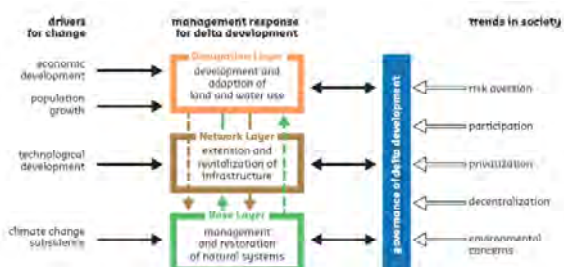 drivers
for change
management response
for delta development
trends in society
economic
development
population
growth
technological
development
climate change
subsidence
Occupation Layer
development and
adaption of
land and water use
Network Layer
extension and
revitalization of
infrastructure
Base Layer
management
and restoration
of natural systems
governance of delta development
risk avertion
participation
privatization
decentralization
environmental
concerns